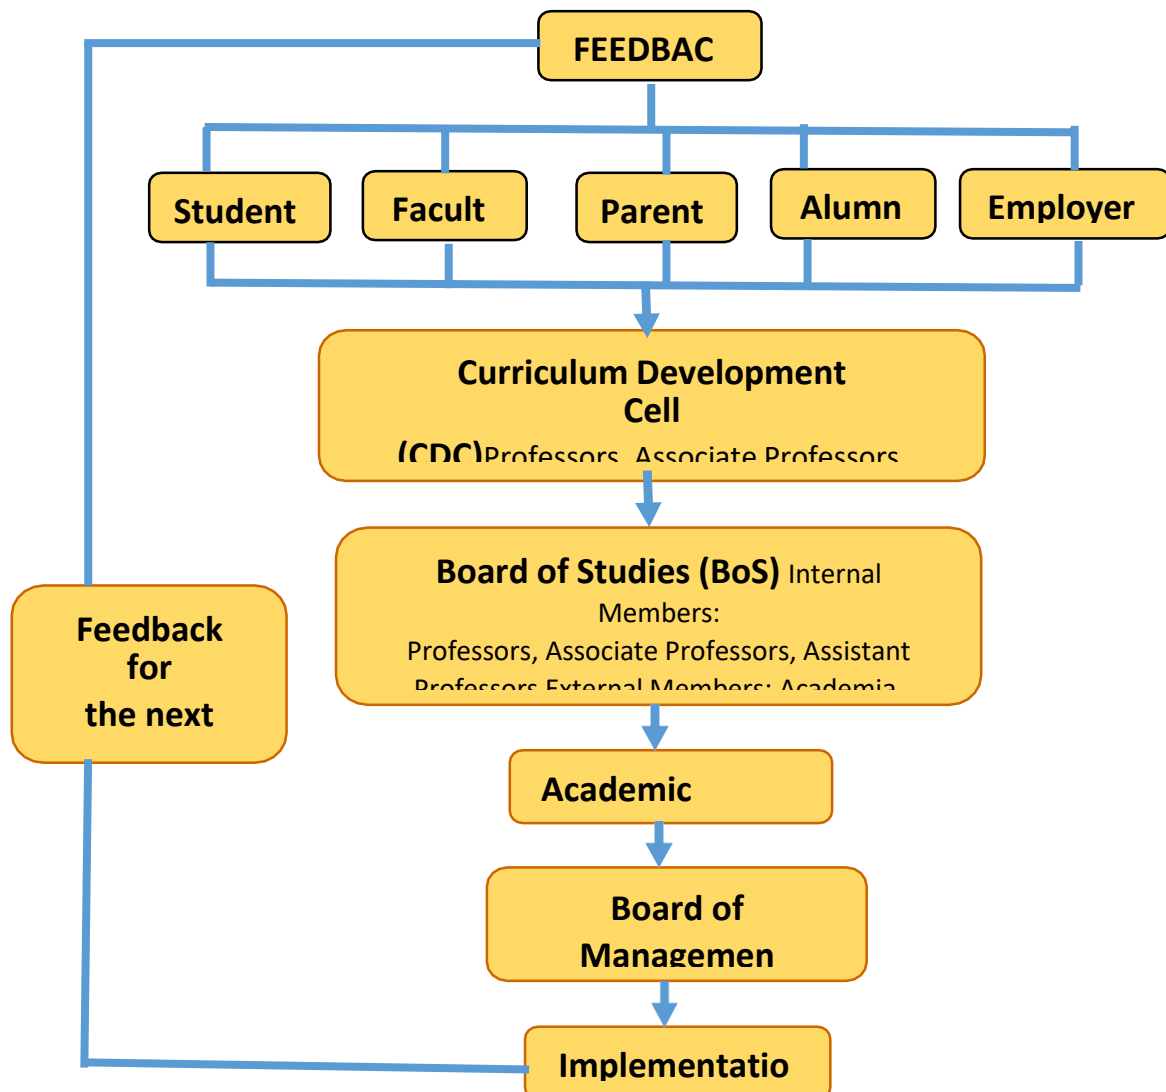 FEEDBAC
Student
Facult
Parent
Alumn
Employer
Curriculum Development
Cell
(CDC)Professors, Associate Professors
Board of Studies (BoS) Internal
Members:
Professors, Associate Professors, Assistant
Professors External Members: Academia
Feedback
for
the next
Academic
Board of
Managemen
Implementatio